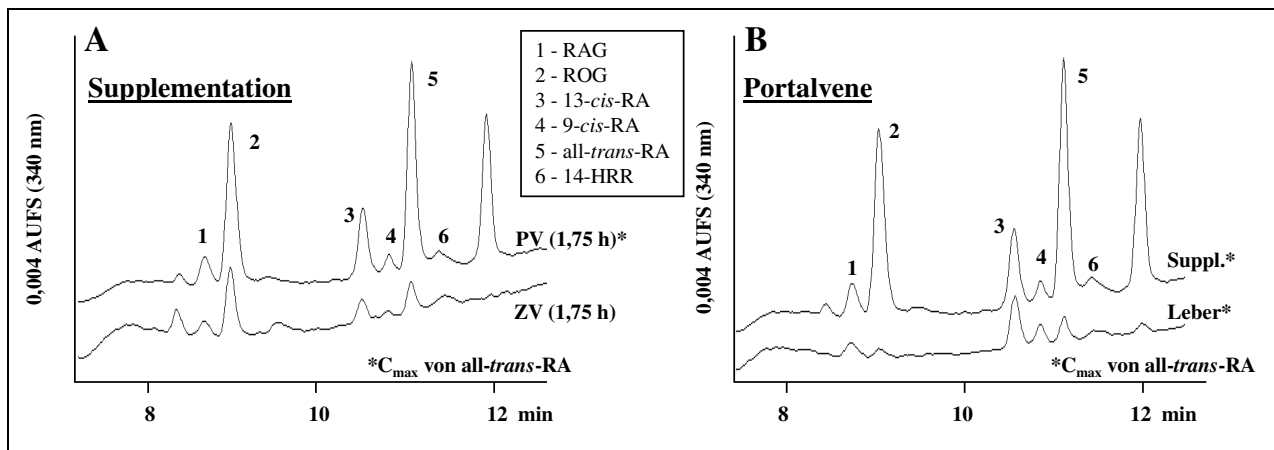 A
Supplementation
0,004 AUFS (340 nm)
1
2
3
4
5
6
PV (1,75 h)*
ZV (1,75 h)
*Cmax von all-trans-RA
8
10
12 min
1 - RAG
2 - ROG
3 - 13-cis-RA
4 - 9-cis-RA
5 - all-trans-RA
6 - 14-HRR
B
Portalvene
0,004 AUFS (340 nm)
1
2
3
4
5
6
Suppl.*
Leber*
*Cmax von all-trans-RA
8
10
12 min